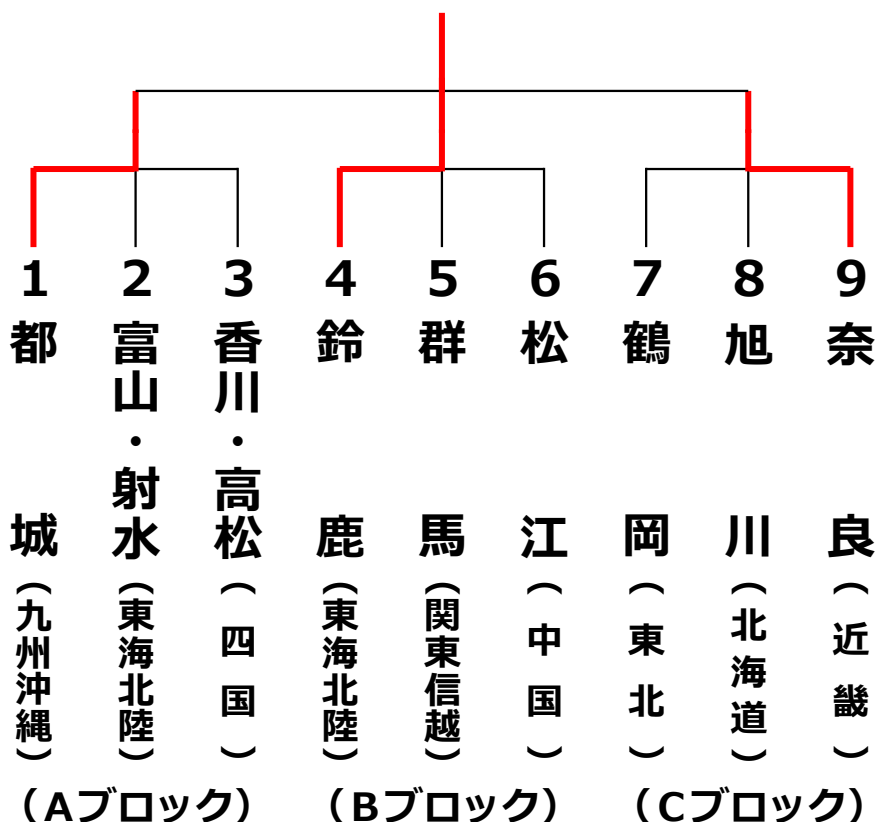 1 2 3 4 5 6 7 8 9
都城(九州沖縄)
富山・射水(東海北陸)
香川・高松(四国)
鈴鹿(東海北陸)
群馬(関東信越)
松江(中国)
鶴岡(東北)
旭川(北海道)
奈良(近畿)
（Aブロック） （Bブロック） （Cブロック）